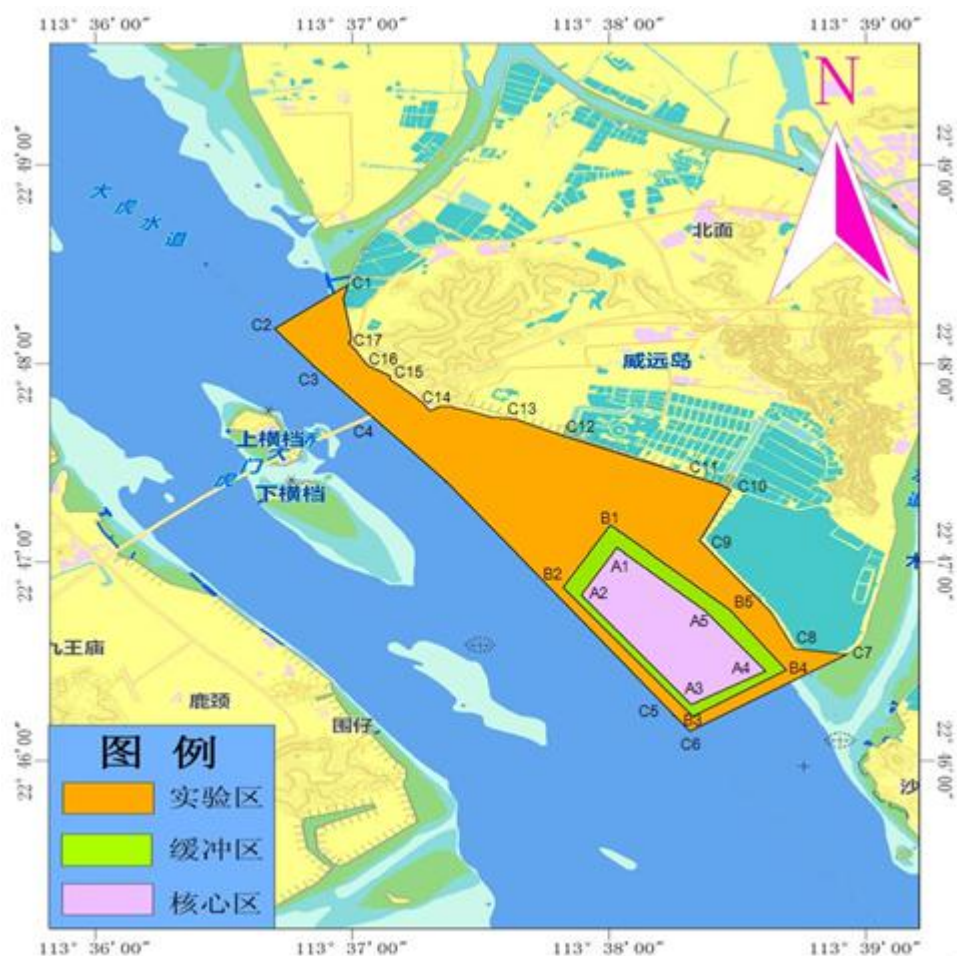 113° 36′ 00″
113° 37′ 00″
113° 38′ 00″
113° 39′ 00″
N
22° 49′ 00″
22° 49′ 00″
大虎水道
北面
C1
C2
C17
22° 48′ 00″
22° 48′ 00″
C16
威远岛
C3
C15
C14
C13
C4
C12
上横档
虎门大
C11
下横档
C10
B1
C9
22° 47′ 00″
22° 47′ 00″
木
A1
B2
A2
B5
A5
九王庙
C8
C7
A4
B4
鹿颈
A3
C5
B3
围仔
C6
22° 46′ 00″
22° 46′ 00″
沙
图 例
实验区
缓冲区
核心区
113° 36′ 00″
113° 37′ 00″
113° 38′ 00″
113° 39′ 00″